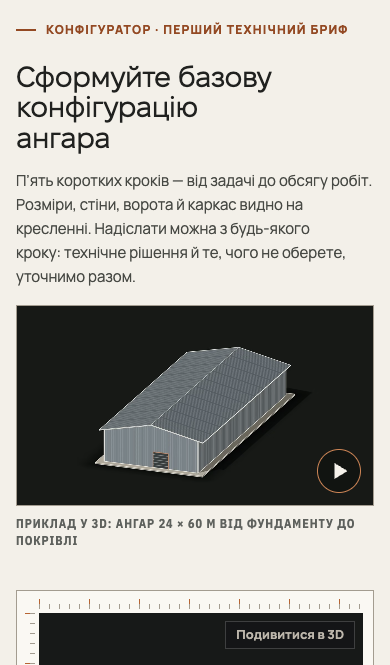 КОНФІГУРАТОР · ПЕРШИЙ ТЕХНІЧНИЙ БРИФ
Сформуйте базову
конфігурацію
ангара
П'ять коротких кроків — від задачі до обсягу робіт.
Розміри, стіни, ворота й каркас видно на
кресленні. Надіслати можна з будь-якого
кроку: технічне рішення й те, чого не оберете,
уточнимо разом.
ПРИКЛАД У 3D: АНГАР 24 × 60 М ВІД ФУНДАМЕНТУ ДО
ПОКРІВЛІ
Подивитися в 3D